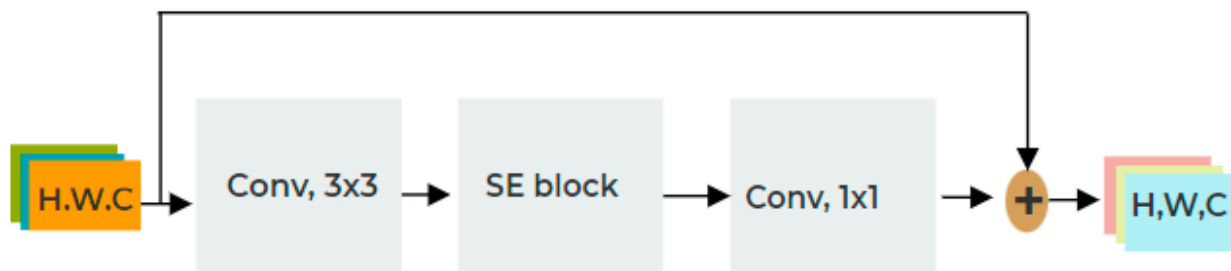 H.W.C
Conv, 3x3
SE block
Conv, 1x1
+
H,W,C